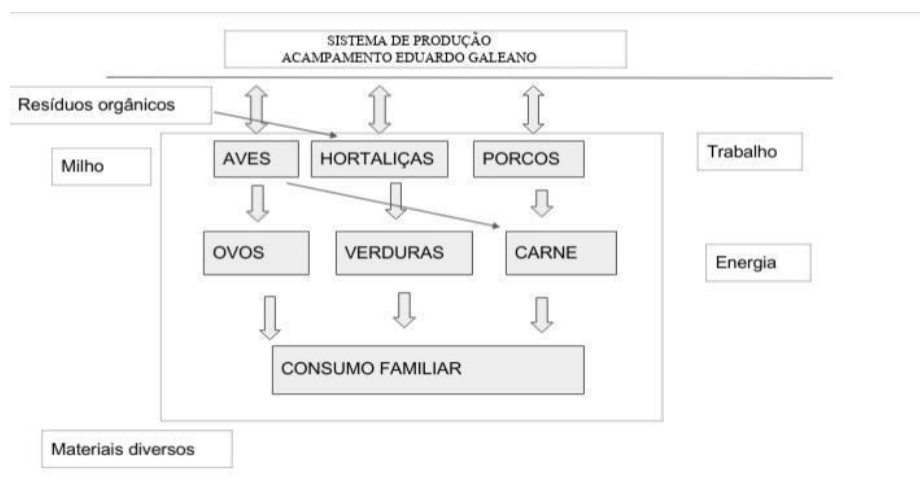 SISTEMA DE PRODUÇÃO
ACAMPAMENTO EDUARDO GALEANO
Resíduos orgânicos
Milho
AVES
HORTALIÇAS
PORCOS
Trabalho
OVOS
VERDURAS
CARNE
Energia
CONSUMO FAMILIAR
Materiais diversos